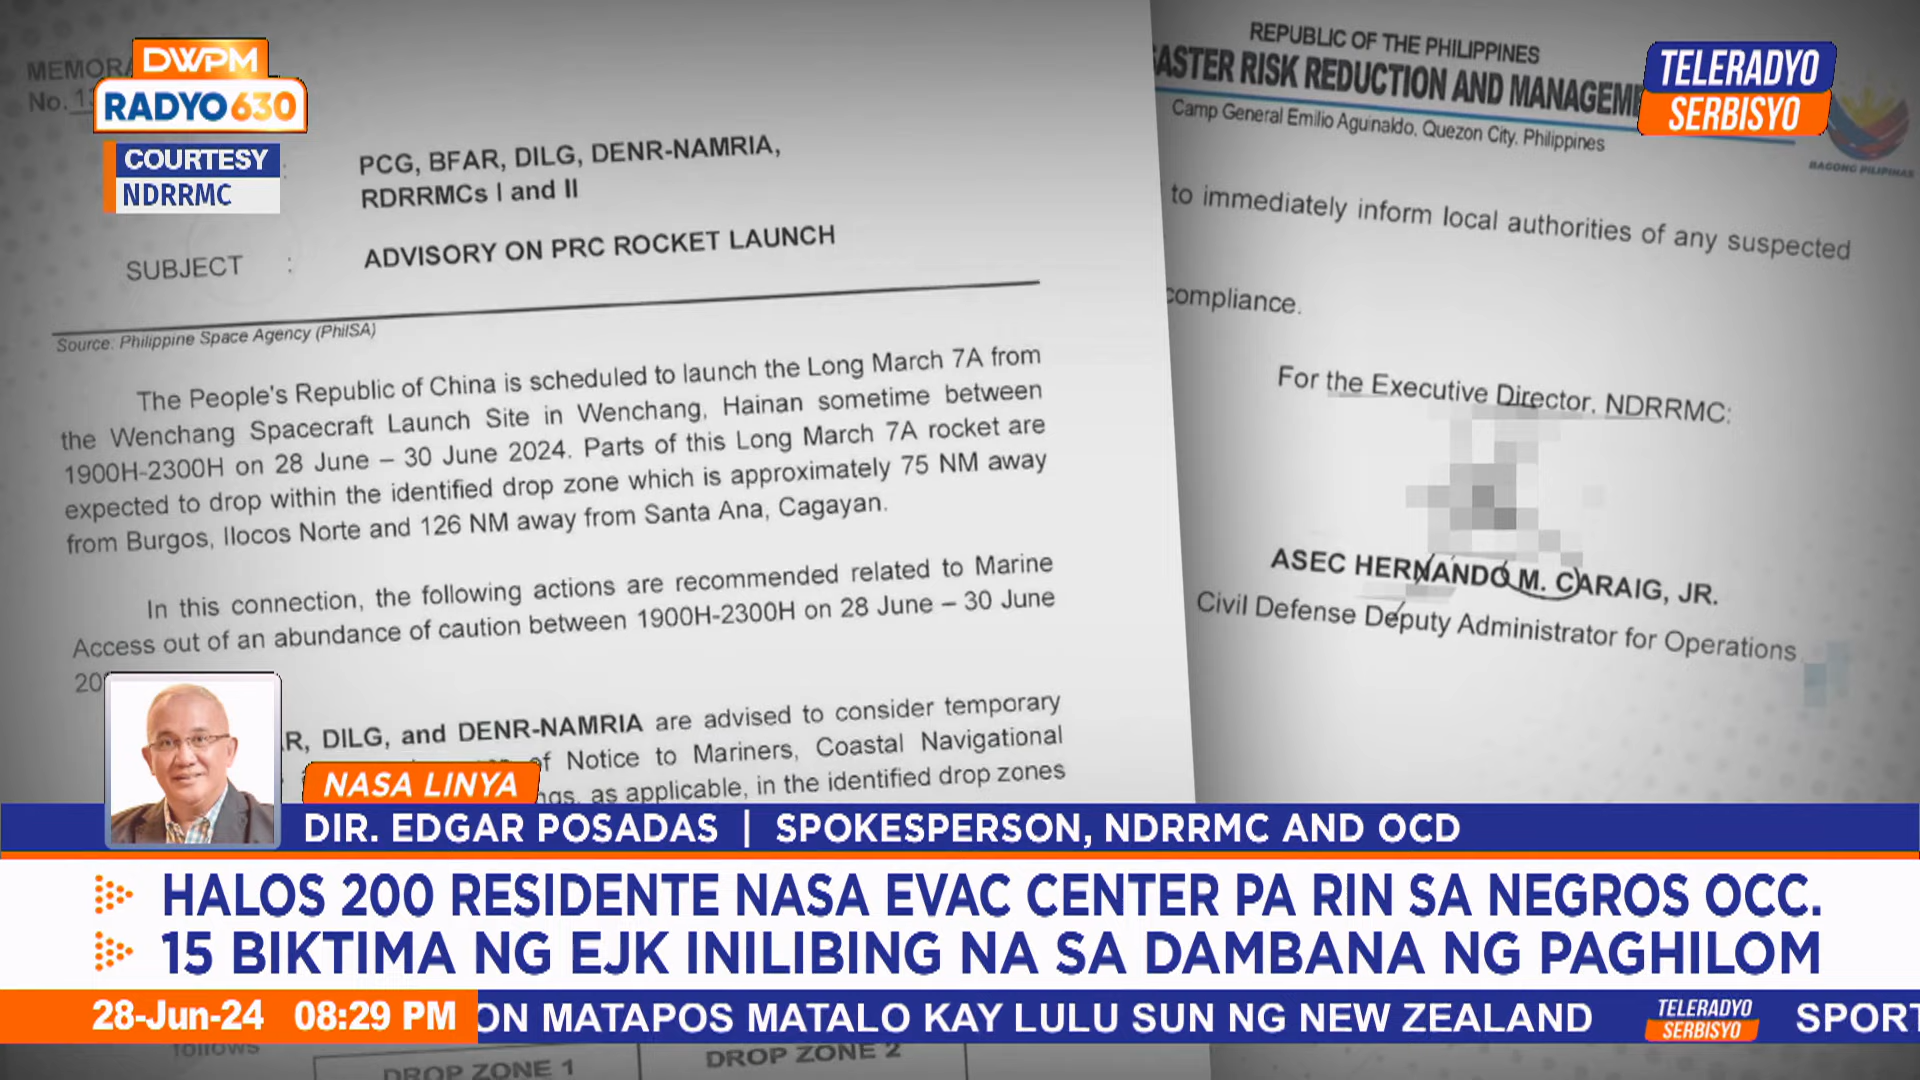 DWPM
RADYO 630
COURTESY
NDRRMC
TELERADYO
SERBISYO
No.
PCG, BFAR, DILG, DENR-NAMRIA,
RDRRMCs I and II
SUBJECT : ADVISORY ON PRC ROCKET LAUNCH
Source: Philippine Space Agency (PhilSA)
The People's Republic of China is scheduled to launch the Long March 7A from
the Wenchang Spacecraft Launch Site in Wenchang, Hainan sometime between
1900H-2300H on 28 June – 30 June 2024. Parts of this Long March 7A rocket are
expected to drop within the identified drop zone which is approximately 75 NM away
from Burgos, Ilocos Norte and 126 NM away from Santa Ana, Cagayan.
In this connection, the following actions are recommended related to Marine
Access out of an abundance of caution between 1900H-2300H on 28 June – 30 June
DILG, and DENR-NAMRIA are advised to consider temporary
of Notice to Mariners, Coastal Navigational
as applicable, in the identified drop zones
follows
DROP ZONE 1
DROP ZONE 2
REPUBLIC OF THE PHILIPPINES
RISK REDUCTION AND
Camp General Emilio Aguinaldo, Quezon City, Philippines
BAGONG PILIPINAS
to immediately inform local authorities of any suspected
compliance.
For the Executive Director, NDRRMC:
ASEC HERNANDO M. CARAIG, JR.
Civil Defense Deputy Administrator for Operations
NASA LINYA
DIR. EDGAR POSADAS | SPOKESPERSON, NDRRMC AND OCD
HALOS 200 RESIDENTE NASA EVAC CENTER PA RIN SA NEGROS OCC.
15 BIKTIMA NG EJK INILIBING NA SA DAMBANA NG PAGHILOM
28-Jun-24 08:29 PM
ON MATAPOS MATALO KAY LULU SUN NG NEW ZEALAND
TELERADYO
SERBISYO
SPORT